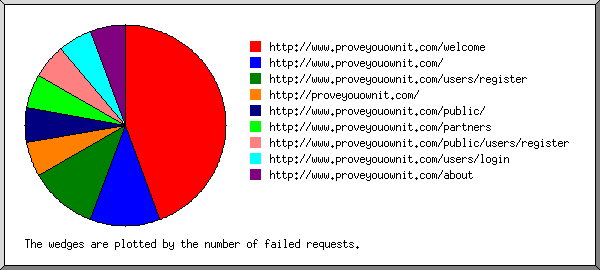 http://www.proveyouownit.com/welcome
http://www.proveyouownit.com/
http://www.proveyouownit.com/users/register
http://proveyouownit.com/
http://www.proveyouownit.com/public/
http://www.proveyouownit.com/partners
http://www.proveyouownit.com/public/users/register
http://www.proveyouownit.com/users/login
http://www.proveyouownit.com/about
The wedges are plotted by the number of failed requests.